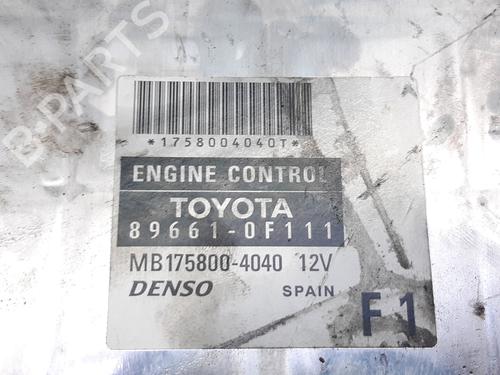 B-PARTS
*1758004040T*
ENGINE CONTROL
TOYOTA
89661-0F111
MB175800-4040 12V
DENSO SPAIN F1